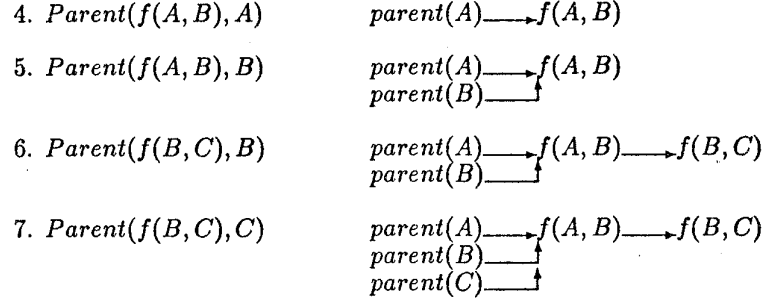 4. Parent(f(A, B), A) parent(A) f(A, B)
5. Parent(f(A, B), B) parent(A) f(A, B)
parent(B)
6. Parent(f(B, C), B) parent(A) f(A, B) f(B, C)
parent(B)
7. Parent(f(B, C), C) parent(A) f(A, B) f(B, C)
parent(B)
parent(C)